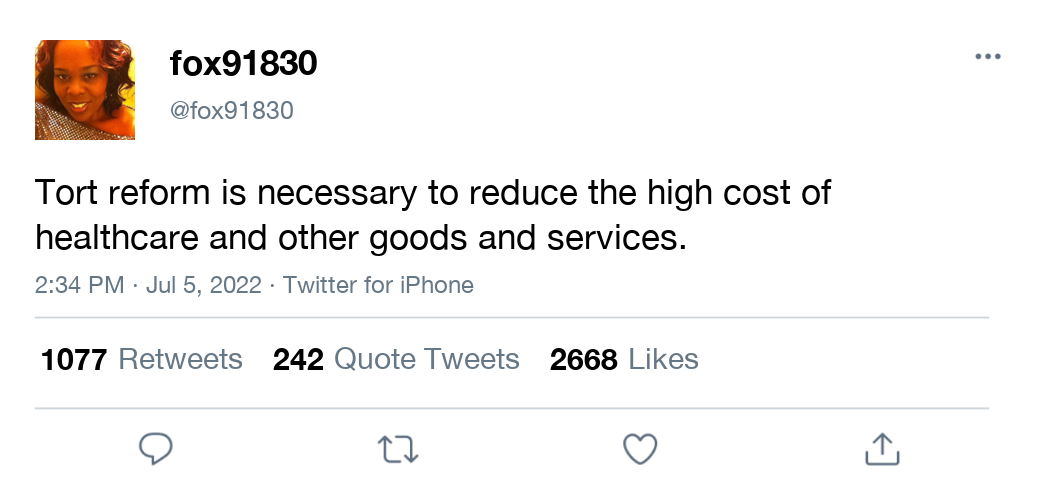 fox91830
@fox91830
Tort reform is necessary to reduce the high cost of
healthcare and other goods and services.
2:34 PM · Jul 5, 2022 · Twitter for iPhone
1077 Retweets 242 Quote Tweets 2668 Likes